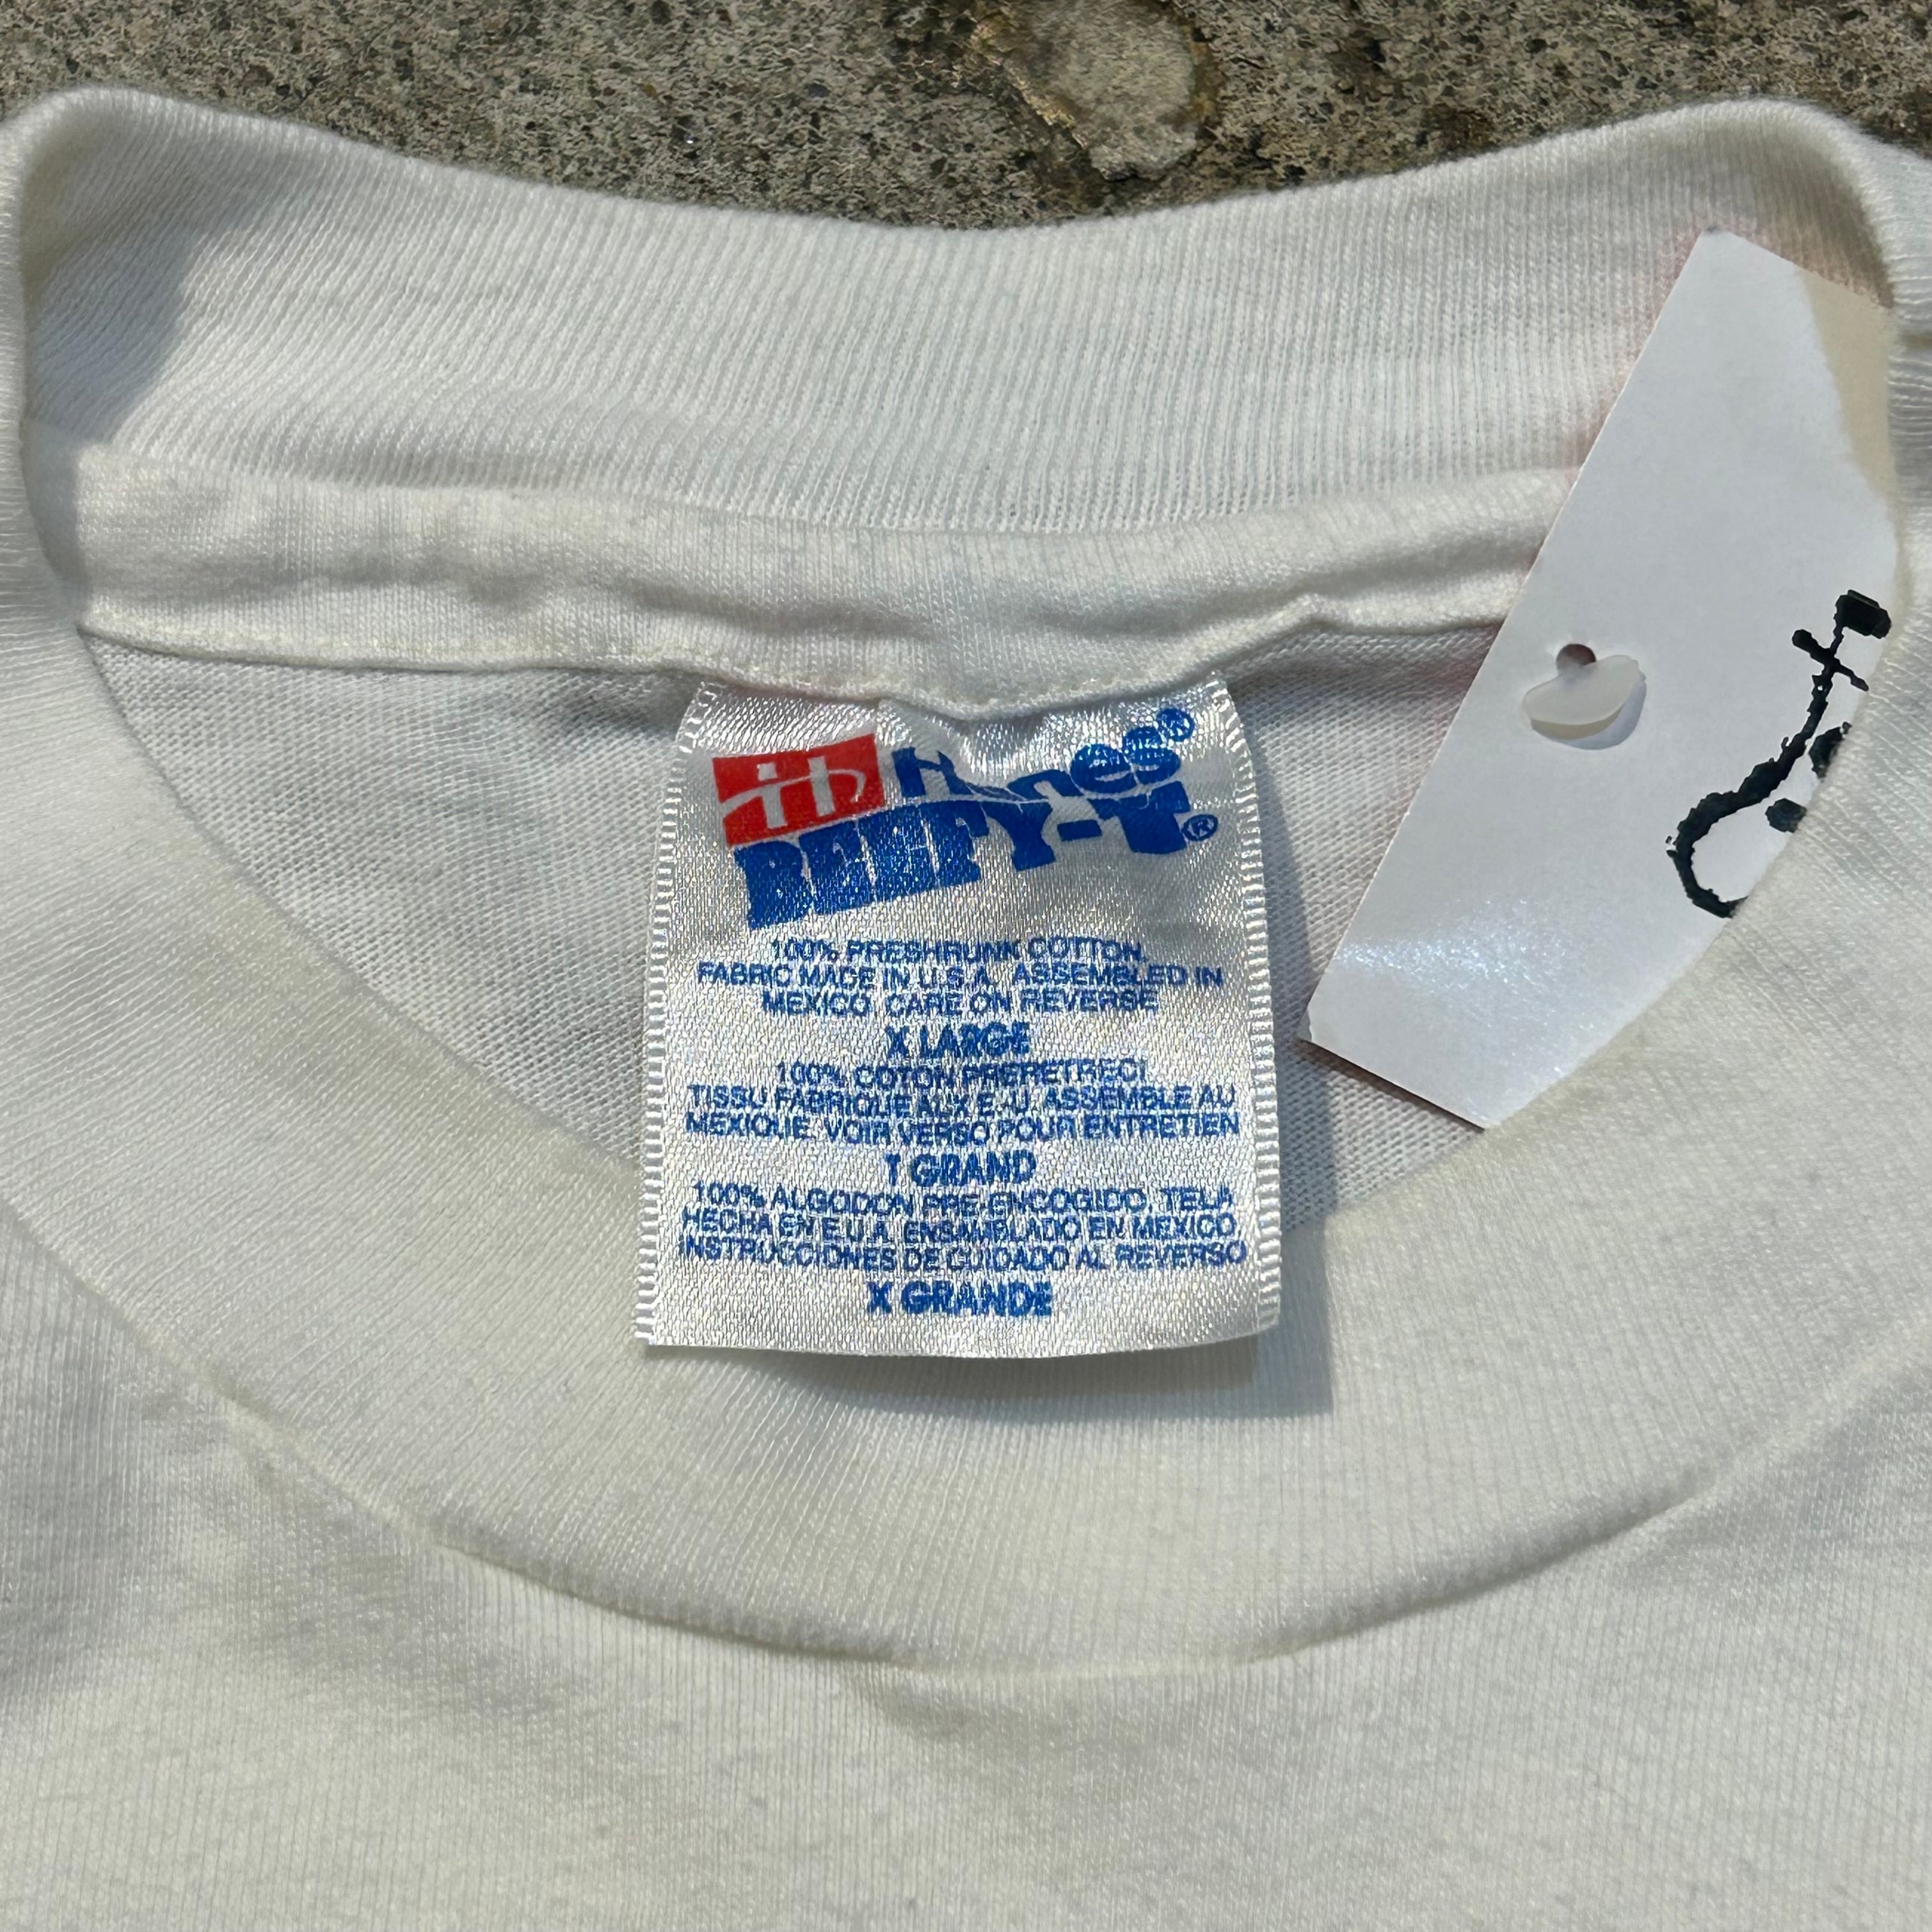 Hanes®
BEEFY-T®
100% PRESHRUNK COTTON.
FABRIC MADE IN U.S.A. ASSEMBLED IN
MEXICO. CARE ON REVERSE
X LARGE
100% COTON PRERETRECI.
TISSU FABRIQUE AUX E.-U. ASSEMBLE AU
MEXIQUE. VOIR VERSO POUR ENTRETIEN
T GRAND
100% ALGODON PRE-ENCOGIDO. TELA
HECHA EN E.U.A. ENSAMBLADO EN MEXICO
INSTRUCCIONES DE CUIDADO AL REVERSO
X GRANDE